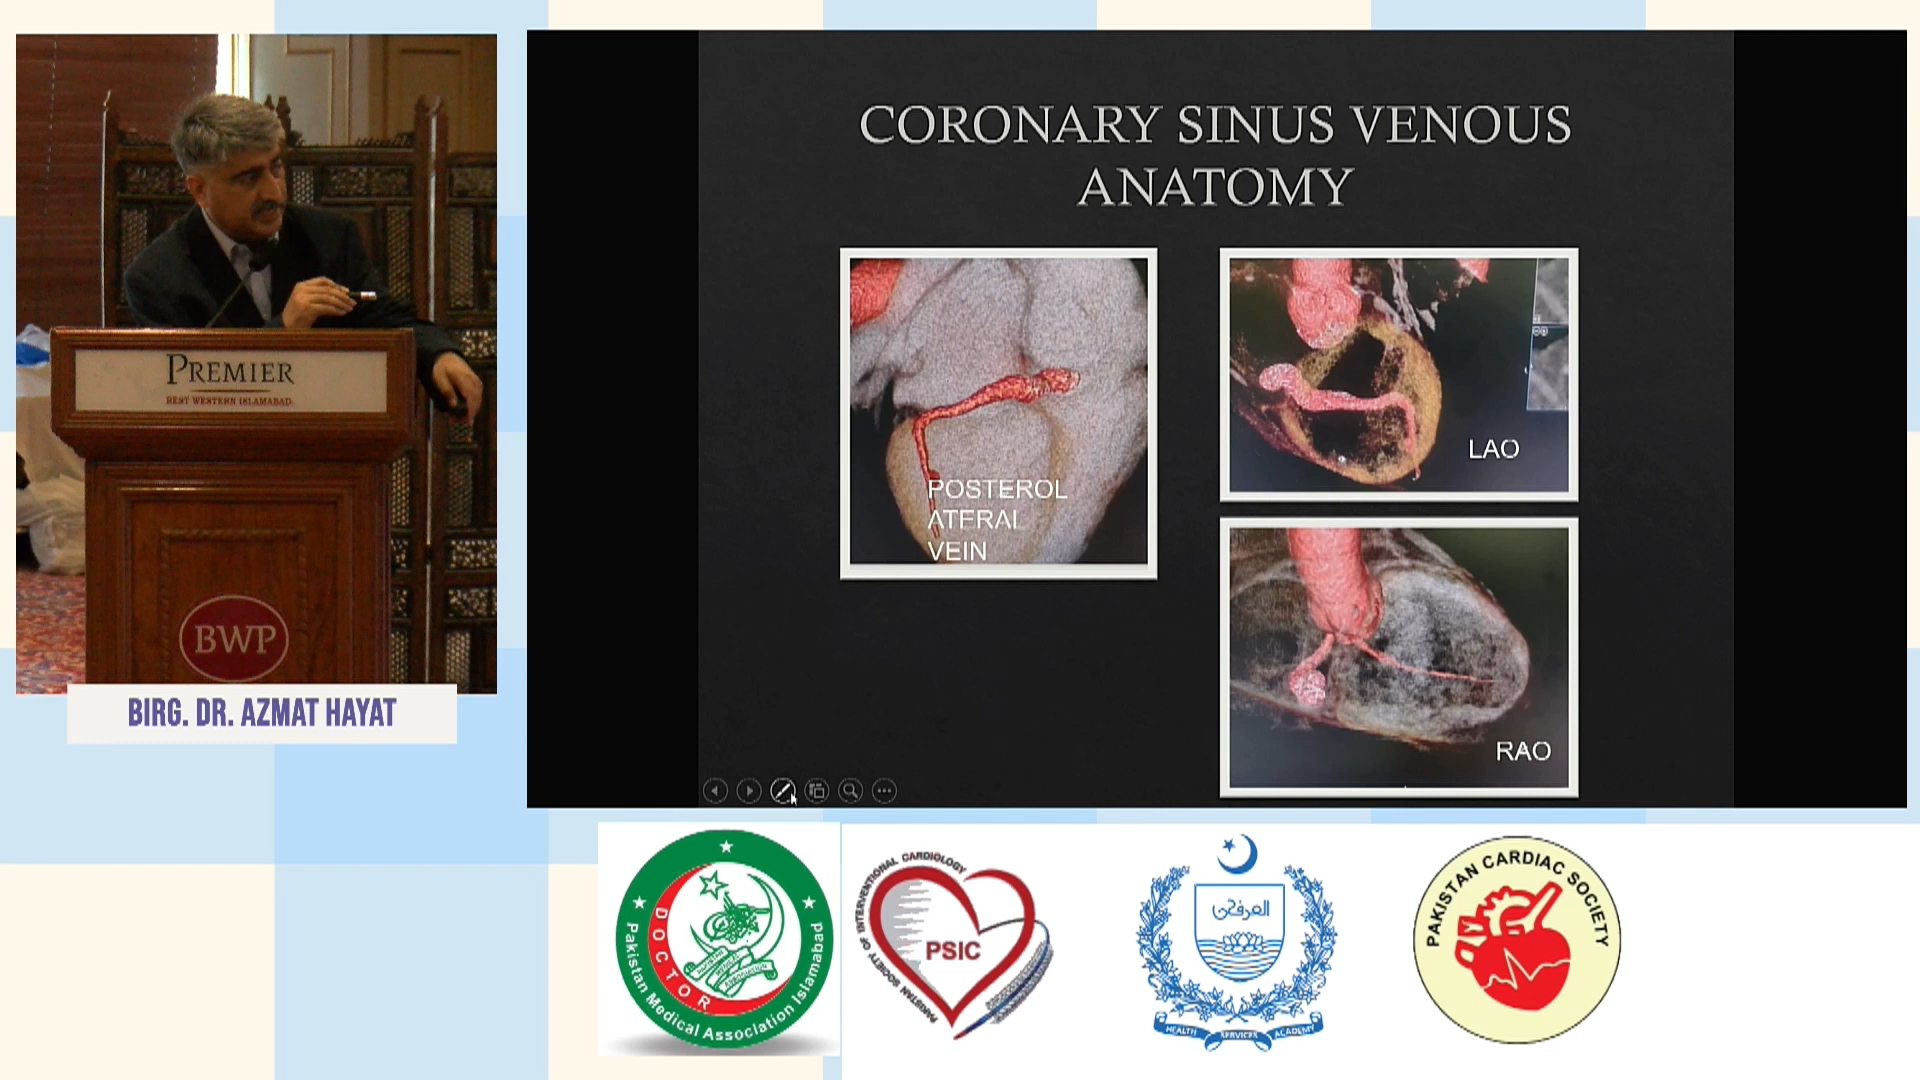 CORONARY SINUS VENOUS
ANATOMY
POSTEROL
ATERAL
VEIN
LAO
RAO
PREMIER
BEST WESTERN ISLAMABAD.
BWP
BIRG. DR. AZMAT HAYAT
DOCTOR
Pakistan Medical Association Islamabad
PAKISTAN SOCIETY OF INTERVENTIONAL CARDIOLOGY
PSIC
HEALTH SERVICES ACADEMY
PAKISTAN CARDIAC SOCIETY